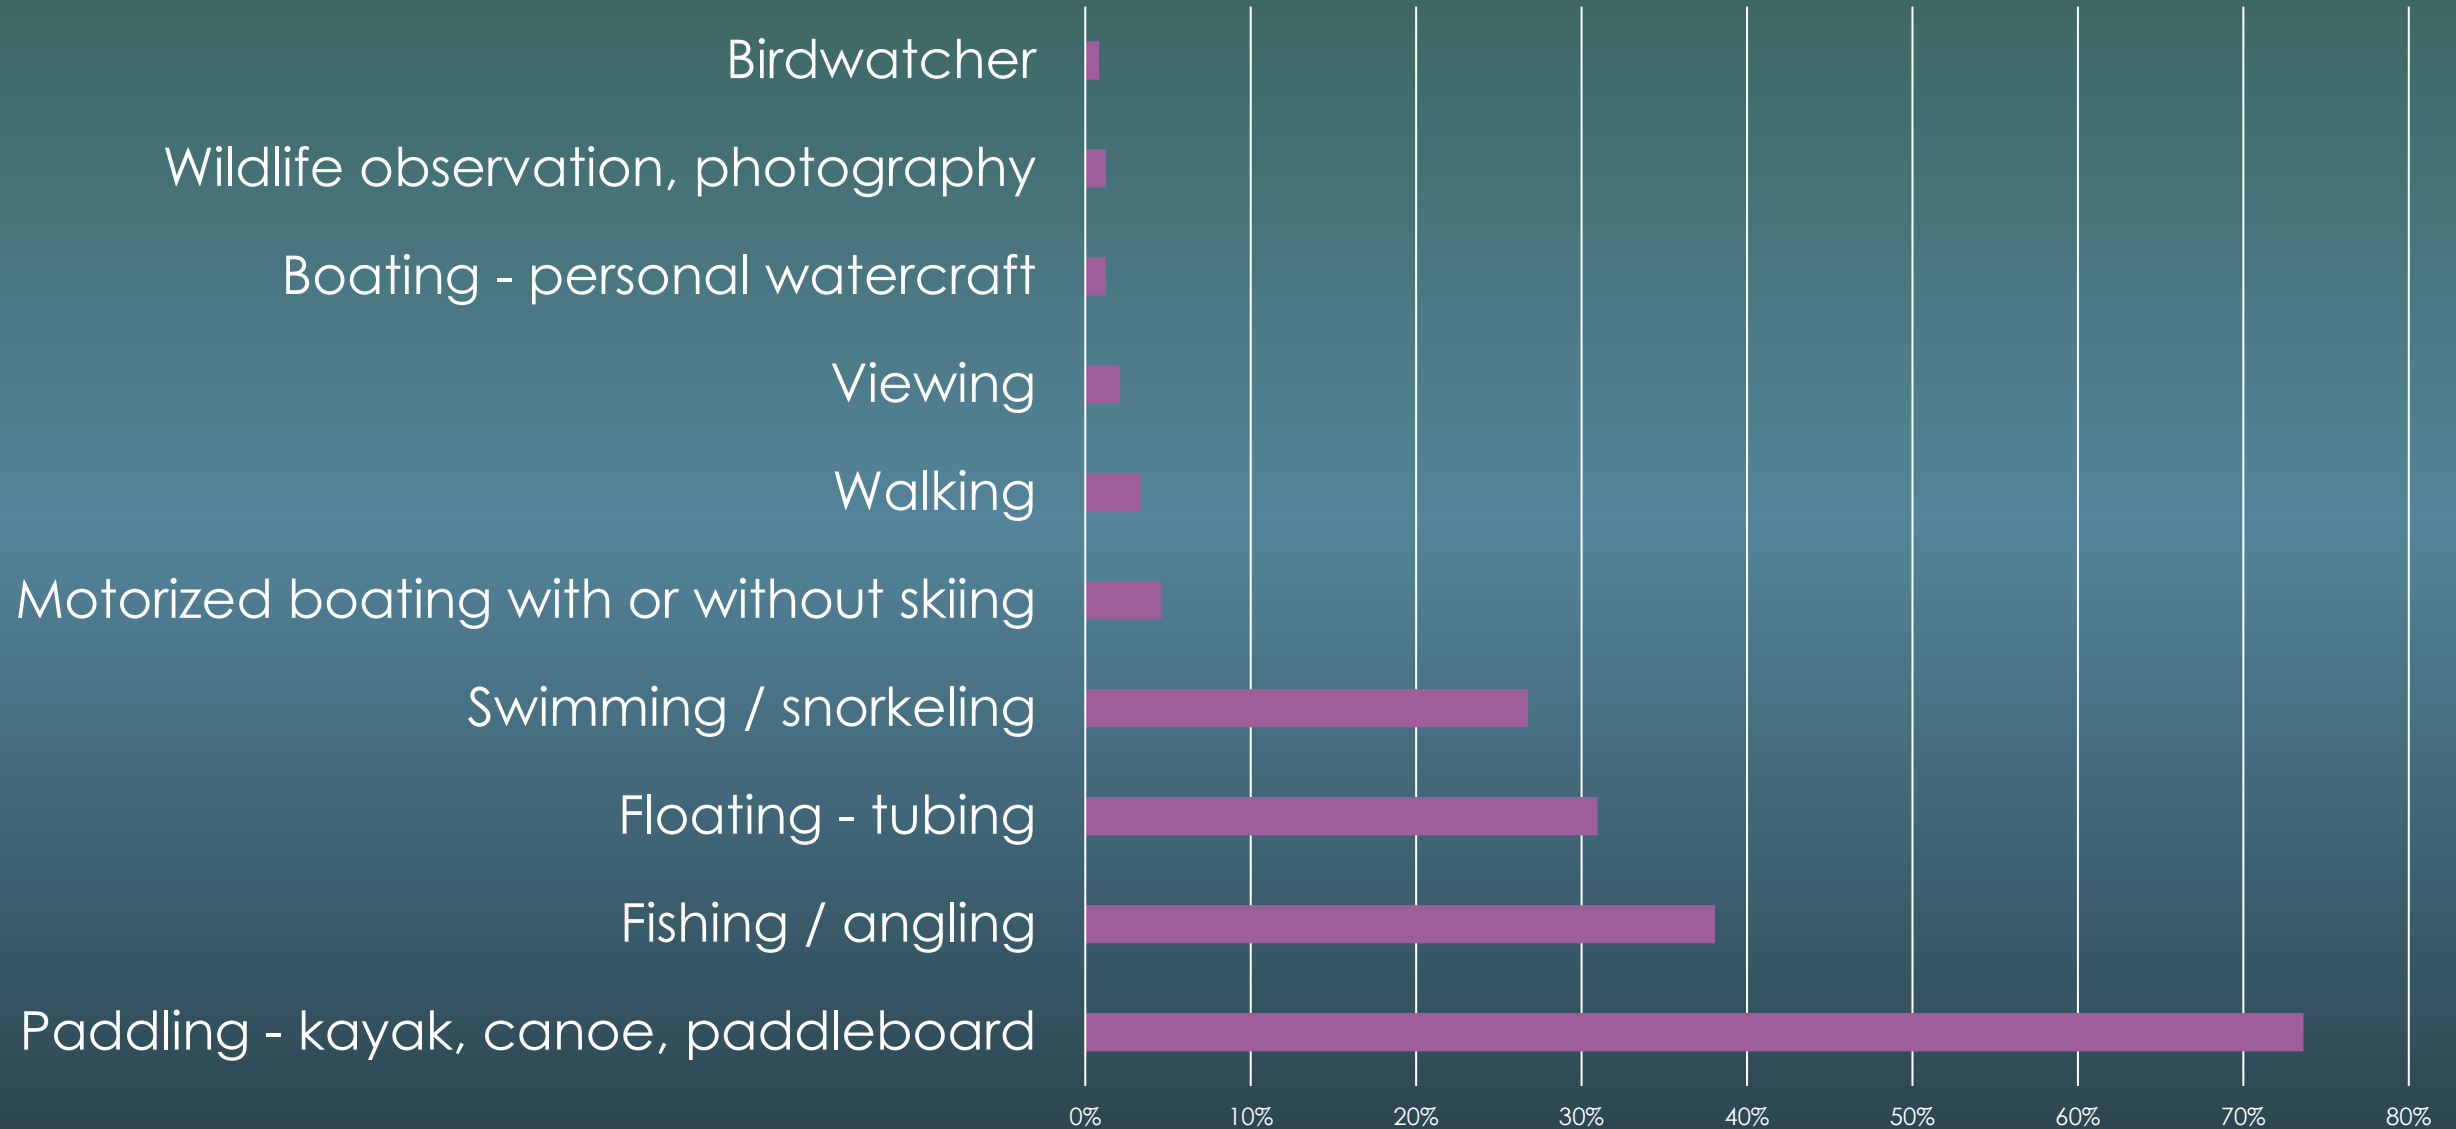 Birdwatcher
Wildlife observation, photography
Boating - personal watercraft
Viewing
Walking
Motorized boating with or without skiing
Swimming / snorkeling
Floating - tubing
Fishing / angling
Paddling - kayak, canoe, paddleboard
0% 10% 20% 30% 40% 50% 60% 70% 80%